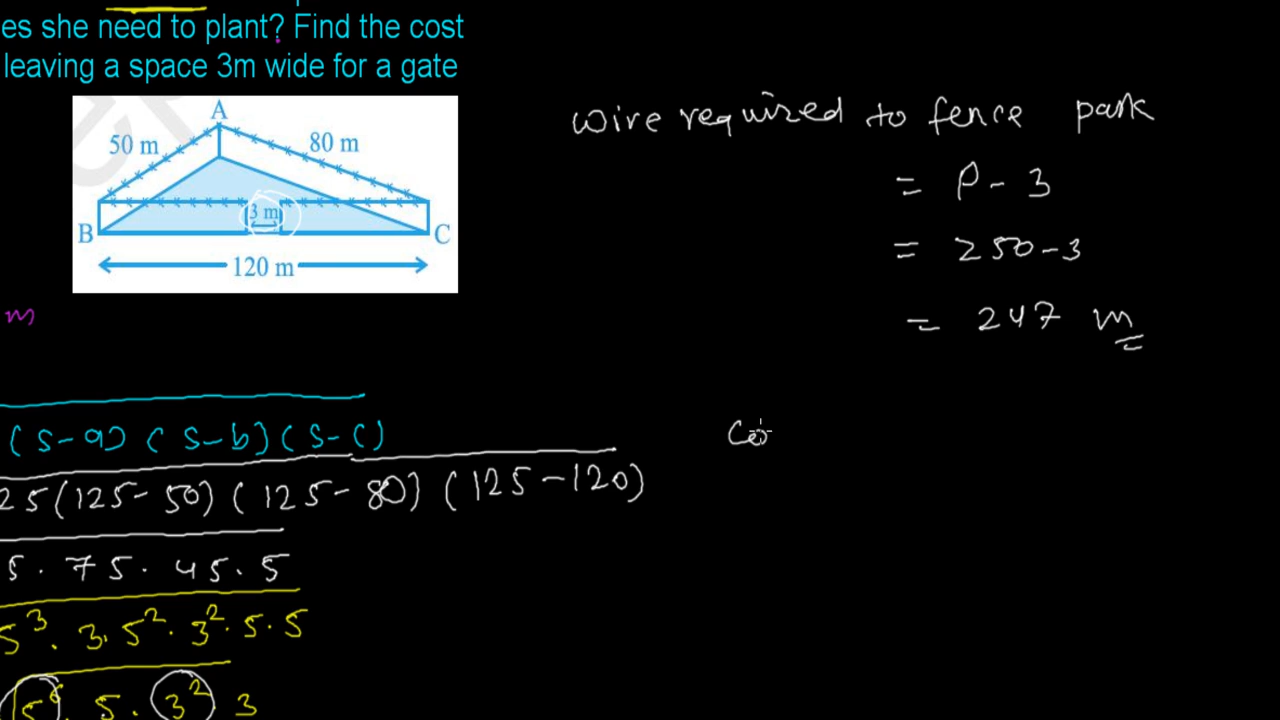 es she need to plant? Find the cost
leaving a space 3m wide for a gate
A
50 m
80 m
3 m
B
C
120 m
m
(s-a) (s-b) (s-c)
25(125-50) (125-80) (125-120)
5. 75. 45. 5
5³. 3. 5². 3². 5. 5
5. 3² 3
wire required to fence park
= P - 3
= 250-3
= 247 m
Co